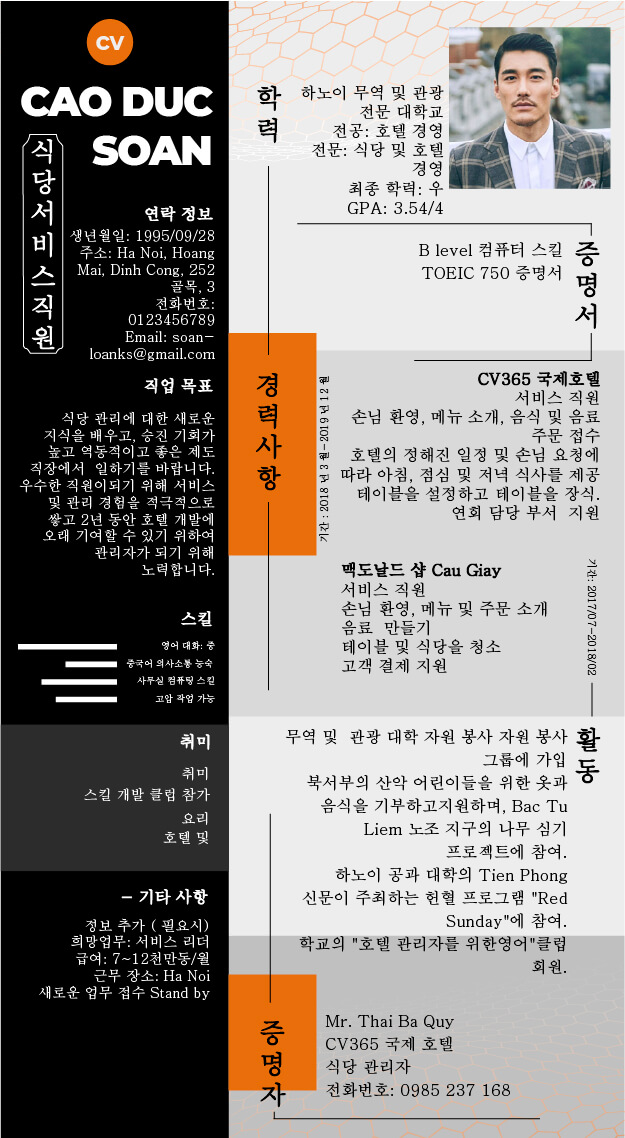 CV
CAO DUC
SOAN
식당서비스직원
연락 정보
생년월일: 1995/09/28
주소: Ha Noi, Hoang
Mai, Dinh Cong, 252
골목, 3
전화번호:
0123456789
Email: soan-
loanks@gmail.com
직업 목표
식당 관리에 대한 새로운
지식을 배우고, 승진 기회가
높고 역동적이고 좋은 제도
직장에서 일하기를 바랍니다.
우수한 직원이되기 위해 서비스
및 관리 경험을 적극적으로
쌓고 2년 동안 호텔 개발에
오래 기여할 수 있기 위하여
관리자가 되기 위해
노력합니다.
스킬
영어 대화: 중
중국어 의사소통 능숙
사무실 컴퓨팅 스킬
고압 작업 가능
취미
취미
스킬 개발 클럽 참가
요리
호텔 및
- 기타 사항
정보 추가 ( 필요시)
희망업무: 서비스 리더
급여: 7~12천만동/월
근무 장소: Ha Noi
새로운 업무 접수 Stand by
학력
하노이 무역 및 관광
전문 대학교
전공: 호텔 경영
전문: 식당 및 호텔
경영
최종 학력: 우
GPA: 3.54/4
증명서
B level 컴퓨터 스킬
TOEIC 750 증명서
경력사항
기간 : 2018 년 3 월-2019 년 12 월
CV365 국제호텔
서비스 직원
손님 환영, 메뉴 소개, 음식 및 음료
주문 접수
호텔의 정해진 일정 및 손님 요청에
따라 아침, 점심 및 저녁 식사를 제공
테이블을 설정하고 테이블을 장식.
연회 담당 부서 지원
맥도날드 샵 Cau Giay
서비스 직원
손님 환영, 메뉴 및 주문 소개
음료 만들기
테이블 및 식당을 청소
고객 결제 지원
기간: 2017/07-2018/02
활동
무역 및 관광 대학 자원 봉사 자원 봉사
그룹에 가입
북서부의 산악 어린이들을 위한 옷과
음식을 기부하고지원하며, Bac Tu
Liem 노조 지구의 나무 심기
프로젝트에 참여.
하노이 공과 대학의 Tien Phong
신문이 주최하는 헌혈 프로그램 "Red
Sunday"에 참여.
학교의 "호텔 관리자를 위한영어"클럽
회원.
증명자
Mr. Thai Ba Quy
CV365 국제 호텔
식당 관리자
전화번호: 0985 237 168